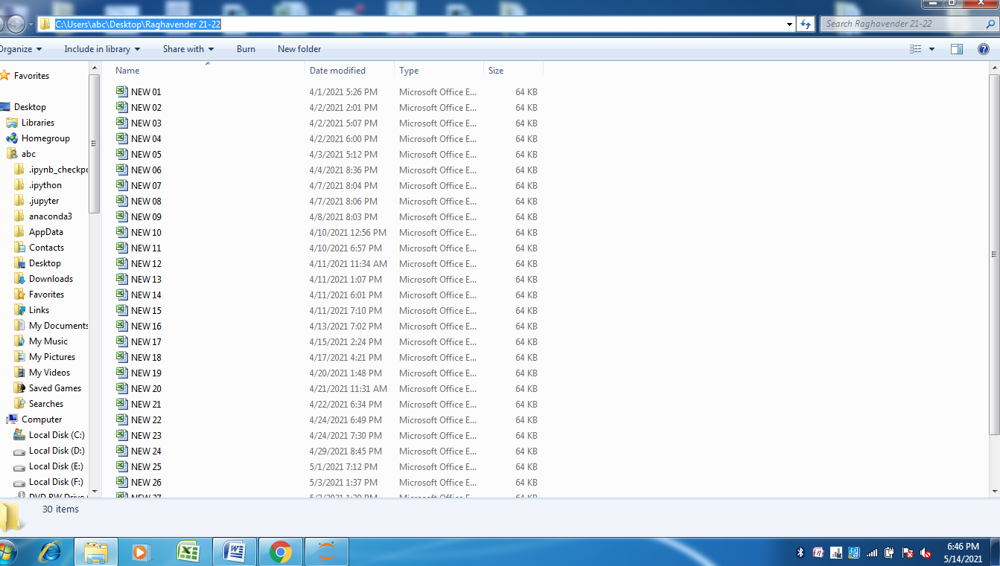 C:\Users\abc\Desktop\Raghavender 21-22
Search Raghavender 21-22
Organize Include in library Share with Burn New folder
Name Date modified Type Size
Favorites
Desktop
Libraries
Homegroup
abc
.ipynb_checkpo
.ipython
.jupyter
anaconda3
AppData
Contacts
Desktop
Downloads
Favorites
Links
My Documents
My Music
My Pictures
My Videos
Saved Games
Searches
Computer
Local Disk (C:)
Local Disk (D:)
Local Disk (E:)
Local Disk (F:)
DVD RW Drive
NEW 01 4/1/2021 5:26 PM Microsoft Office E... 64 KB
NEW 02 4/2/2021 2:01 PM Microsoft Office E... 64 KB
NEW 03 4/2/2021 5:07 PM Microsoft Office E... 64 KB
NEW 04 4/2/2021 6:00 PM Microsoft Office E... 64 KB
NEW 05 4/3/2021 5:12 PM Microsoft Office E... 64 KB
NEW 06 4/4/2021 8:36 PM Microsoft Office E... 64 KB
NEW 07 4/7/2021 8:04 PM Microsoft Office E... 64 KB
NEW 08 4/7/2021 8:06 PM Microsoft Office E... 64 KB
NEW 09 4/8/2021 8:03 PM Microsoft Office E... 64 KB
NEW 10 4/10/2021 12:56 PM Microsoft Office E... 64 KB
NEW 11 4/10/2021 6:57 PM Microsoft Office E... 64 KB
NEW 12 4/11/2021 11:34 AM Microsoft Office E... 64 KB
NEW 13 4/11/2021 1:07 PM Microsoft Office E... 64 KB
NEW 14 4/11/2021 6:01 PM Microsoft Office E... 64 KB
NEW 15 4/11/2021 7:10 PM Microsoft Office E... 64 KB
NEW 16 4/13/2021 7:02 PM Microsoft Office E... 64 KB
NEW 17 4/15/2021 2:24 PM Microsoft Office E... 64 KB
NEW 18 4/17/2021 4:21 PM Microsoft Office E... 64 KB
NEW 19 4/20/2021 1:48 PM Microsoft Office E... 64 KB
NEW 20 4/21/2021 11:31 AM Microsoft Office E... 64 KB
NEW 21 4/22/2021 6:34 PM Microsoft Office E... 64 KB
NEW 22 4/24/2021 6:49 PM Microsoft Office E... 64 KB
NEW 23 4/24/2021 7:30 PM Microsoft Office E... 64 KB
NEW 24 4/29/2021 8:45 PM Microsoft Office E... 64 KB
NEW 25 5/1/2021 7:12 PM Microsoft Office E... 64 KB
NEW 26 5/3/2021 1:37 PM Microsoft Office E... 64 KB
NEW 27 Microsoft Office E... 64 KB
30 items
6:46 PM
5/14/2021